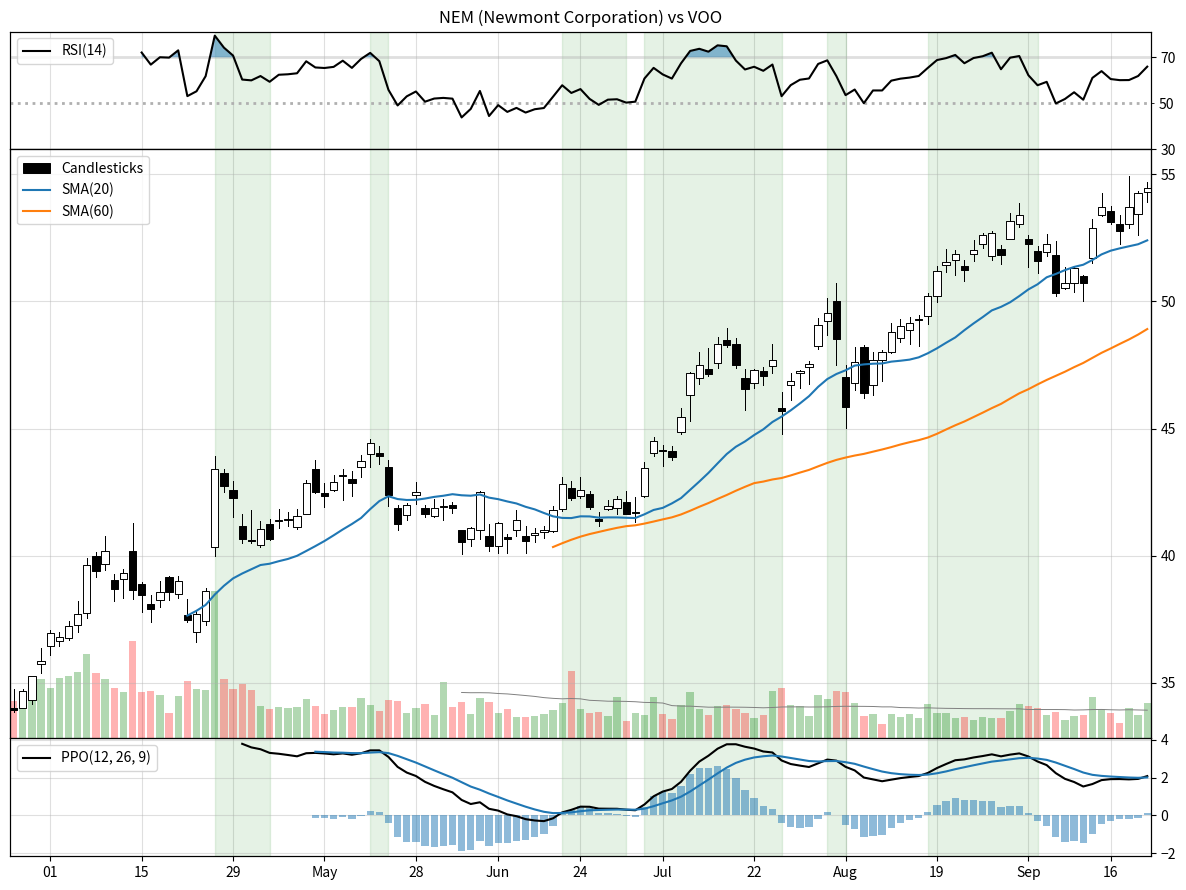 NEM (Newmont Corporation) vs VOO
RSI(14)
70
50
30
Candlesticks
SMA(20)
SMA(60)
55
50
45
40
35
PPO(12, 26, 9)
4
2
0
−2
01 15 29 May 28 Jun 24 Jul 22 Aug 19 Sep 16